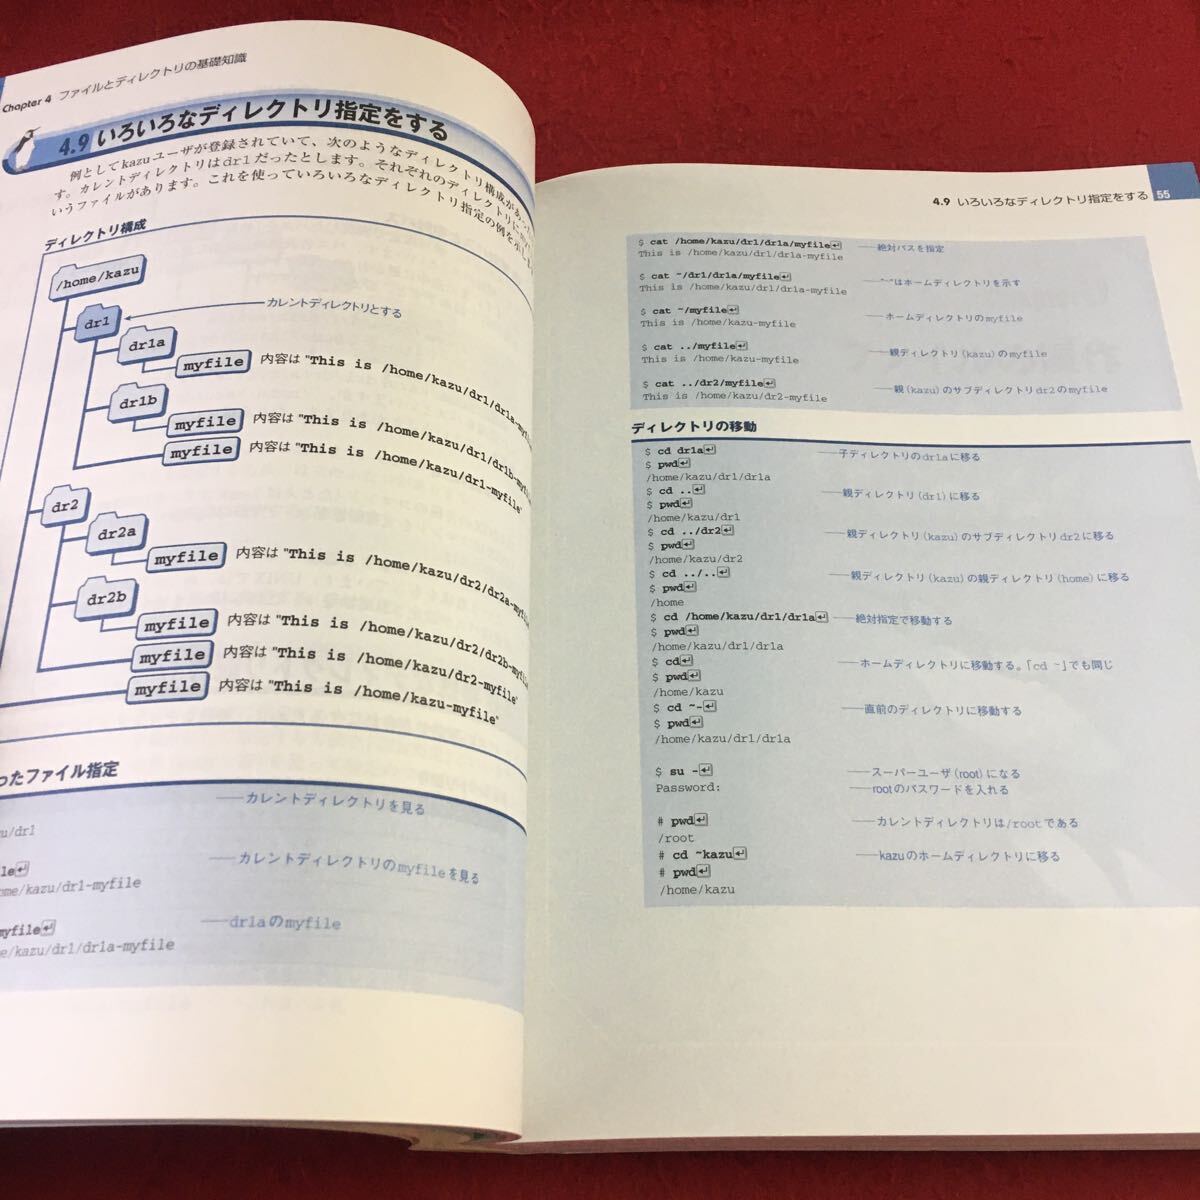 Chapter 4 ファイルとディレクトリの基礎知識
4.9 いろいろなディレクトリ指定をする
例としてkazuユーザが登録されていて、次のようなディレクトリ構成があっ
す。カレントディレクトリはdr1だったとします。それぞれのディレクトリに
いうファイルがあります。これを使っていろいろなディレクトリ指定の例を示し
ディレクトリ構成
/home/kazu
カレントディレクトリとする
dr1
dr1a
myfile 内容は "This is /home/kazu/dr1/dr1a-myfi
dr1b
myfile 内容は "This is /home/kazu/dr1/dr1b-myfi
myfile 内容は "This is /home/kazu/dr1-myfile"
dr2
dr2a
myfile 内容は "This is /home/kazu/dr2/dr2a-myfil
dr2b
myfile 内容は "This is /home/kazu/dr2/dr2b-myfil
myfile 内容は "This is /home/kazu/dr2-myfile"
myfile 内容は "This is /home/kazu-myfile"
ったファイル指定
カレントディレクトリを見る
zu/dr1
ile↵ カレントディレクトリのmyfileを見る
ome/kazu/dr1-myfile
myfile↵ dr1aのmyfile
e/kazu/dr1/dr1a-myfile
4.9 いろいろなディレクトリ指定をする 55
$ cat /home/kazu/dr1/dr1a/myfile↵ 絶対パスを指定
This is /home/kazu/dr1/dr1a-myfile
$ cat ~/dr1/dr1a/myfile↵ "~"はホームディレクトリを示す
This is /home/kazu/dr1/dr1a-myfile
$ cat ~/myfile↵ ホームディレクトリのmyfile
This is /home/kazu-myfile
$ cat ../myfile↵ 親ディレクトリ(kazu)のmyfile
This is /home/kazu-myfile
$ cat ../dr2/myfile↵ 親(kazu)のサブディレクトリdr2のmyfile
This is /home/kazu/dr2-myfile
ディレクトリの移動
$ cd dr1a↵ 子ディレクトリのdr1aに移る
$ pwd↵
/home/kazu/dr1/dr1a
$ cd ..↵ 親ディレクトリ(dr1)に移る
$ pwd↵
/home/kazu/dr1
$ cd ../dr2↵ 親ディレクトリ(kazu)のサブディレクトリdr2に移る
$ pwd↵
/home/kazu/dr2
$ cd ../..↵ 親ディレクトリ(kazu)の親ディレクトリ(home)に移る
$ pwd↵
/home
$ cd /home/kazu/dr1/dr1a↵ 絶対指定で移動する
$ pwd↵
/home/kazu/dr1/dr1a
$ cd↵ ホームディレクトリに移動する。「cd ~」でも同じ
$ pwd↵
/home/kazu
$ cd ~-↵ 直前のディレクトリに移動する
$ pwd↵
/home/kazu/dr1/dr1a
$ su -↵ スーパーユーザ(root)になる
Password: rootのパスワードを入れる
# pwd↵ カレントディレクトリは/rootである
/root
# cd ~kazu↵ kazuのホームディレクトリに移る
# pwd↵
/home/kazu